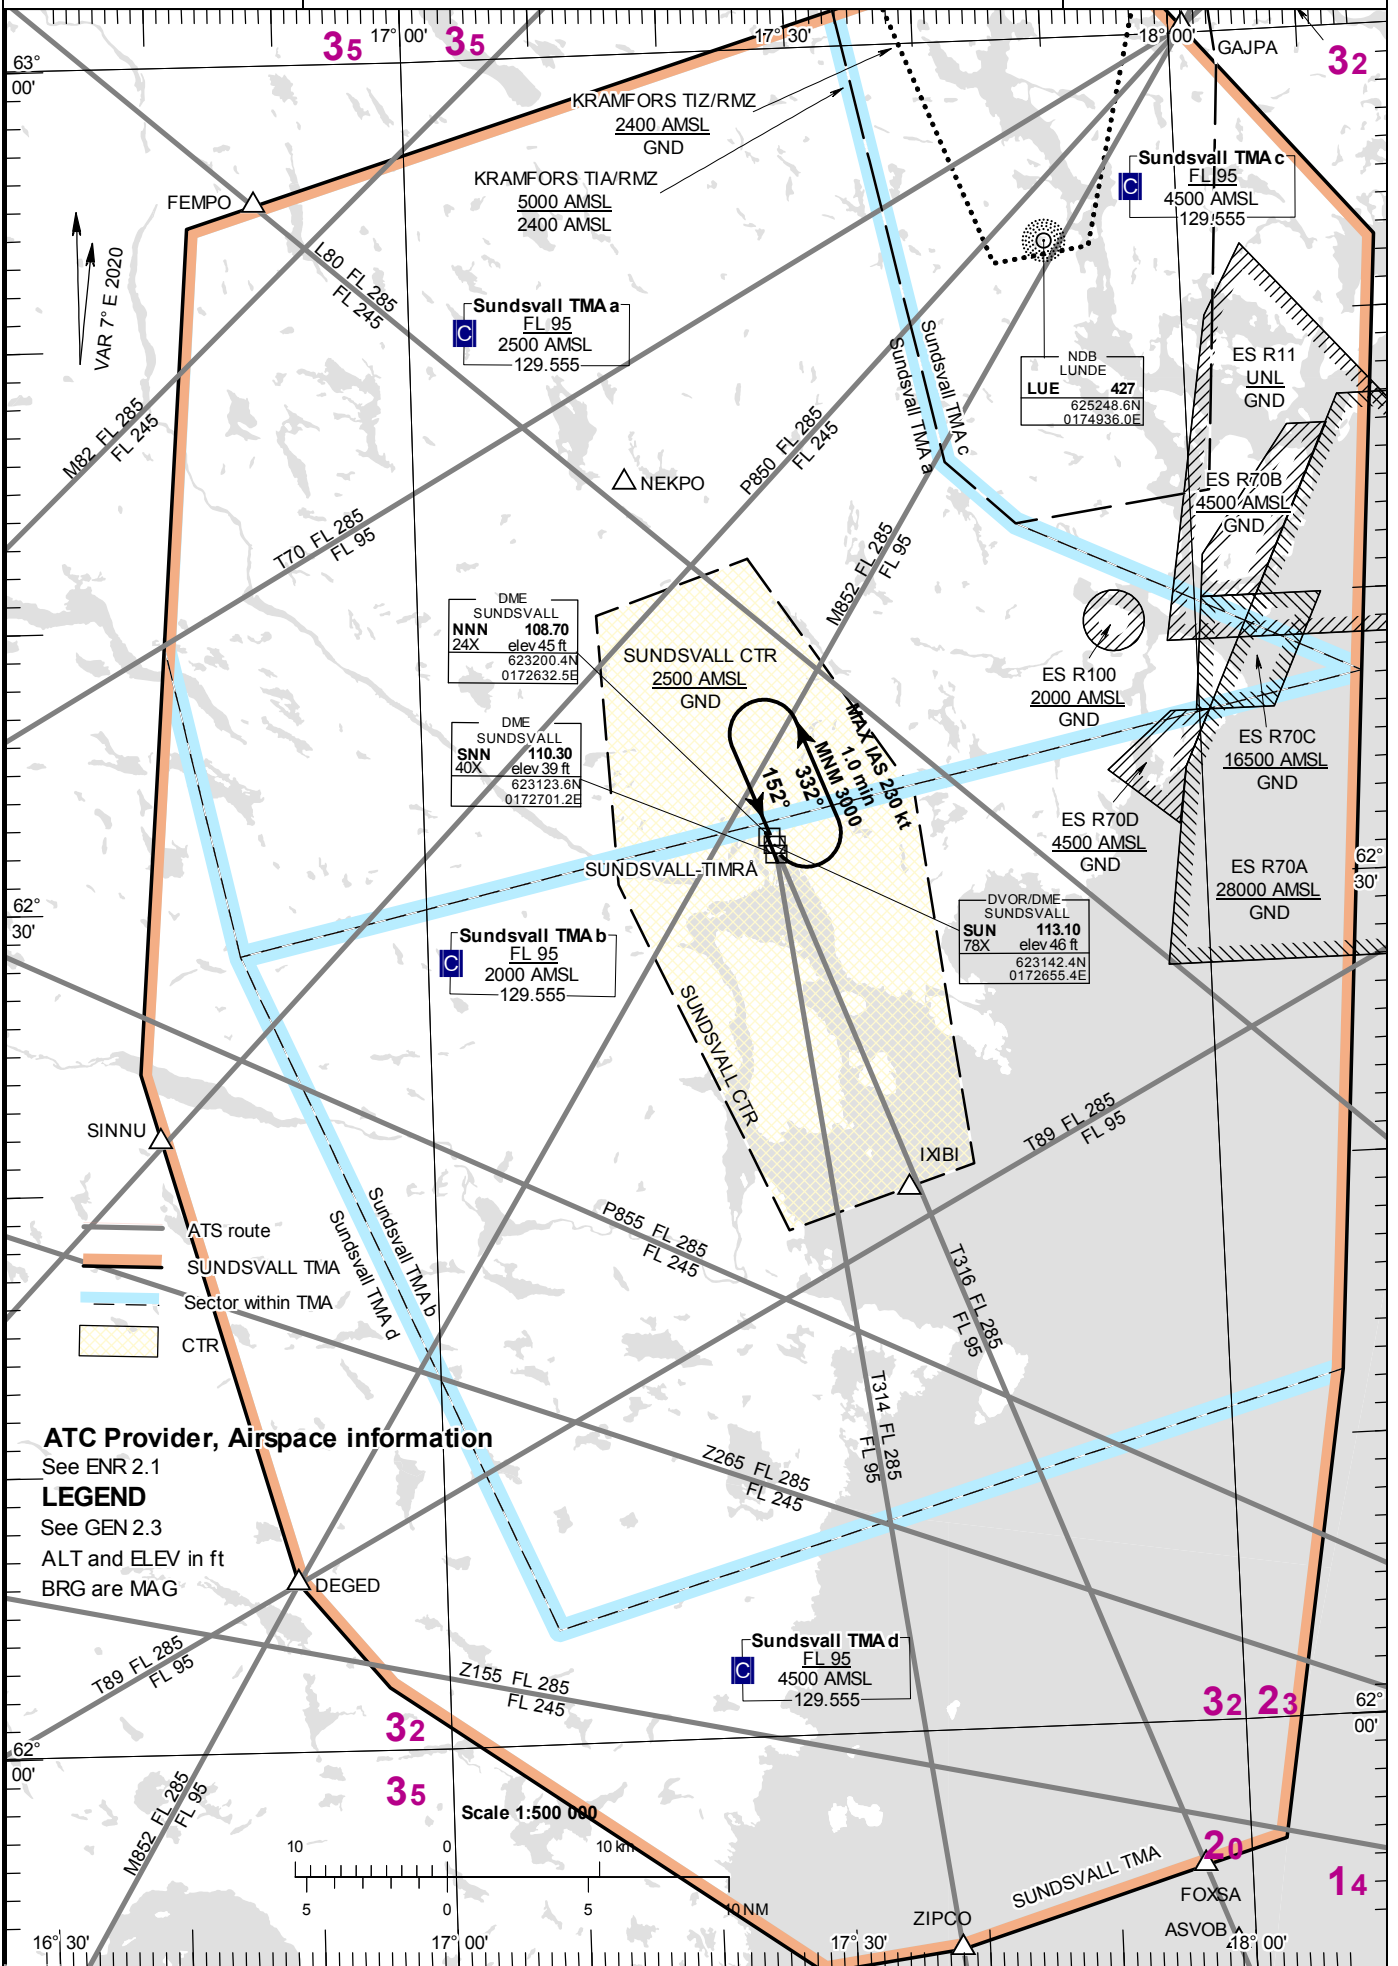 35
17° 00'
35
17° 30'
18° 00'
GAJPA
32
63°
00'
KRAMFORS TIZ/RMZ
2400 AMSL
GND
KRAMFORS TIA/RMZ
5000 AMSL
2400 AMSL
Sundsvall TMA c
C
FL 95
4500 AMSL
129.555
FEMPO
VAR 7° E 2020
L80 FL 285
FL 245
Sundsvall TMA a
C
FL 95
2500 AMSL
129.555
Sundsvall TMA c
Sundsvall TMA a
NDB
LUNDE
LUE 427
625248.6N
0174936.0E
ES R11
UNL
GND
M82 FL 285
FL 245
P850 FL 285
FL 245
NEKPO
ES R70B
4500 AMSL
GND
T70 FL 285
FL 95
M852 FL 285
FL 95
DME
SUNDSVALL
NNN 108.70
24X elev 45 ft
623200.4N
0172632.5E
SUNDSVALL CTR
2500 AMSL
GND
ES R100
2000 AMSL
GND
DME
SUNDSVALL
SNN 110.30
40X elev 39 ft
623123.6N
0172701.2E
MAX IAS 230 kt
1.0 min
MNM 3000
332°
152°
ES R70C
16500 AMSL
GND
ES R70D
4500 AMSL
GND
62°
30'
SUNDSVALL-TIMRÅ
ES R70A
28000 AMSL
GND
62°
30'
DVOR/DME
SUNDSVALL
SUN 113.10
78X elev 46 ft
623142.4N
0172655.4E
Sundsvall TMA b
C
FL 95
2000 AMSL
129.555
SUNDSVALL CTR
T89 FL 285
FL 95
SINNU
IXIBI
Sundsvall TMA b
Sundsvall TMA d
P855 FL 285
FL 245
ATS route
SUNDSVALL TMA
Sector within TMA
CTR
T316 FL 285
FL 95
T314 FL 285
FL 95
ATC Provider, Airspace information
See ENR 2.1
LEGEND
See GEN 2.3
ALT and ELEV in ft
BRG are MAG
Z265 FL 285
FL 245
DEGED
T89 FL 285
FL 95
Z155 FL 285
FL 245
Sundsvall TMA d
C
FL 95
4500 AMSL
129.555
32
23
62°
00'
32
62°
00'
35
M852 FL 285
FL 95
Scale 1:500 000
10 0 10 km
5 0 5 10 NM
20
14
SUNDSVALL TMA
FOXSA
ZIPCO
ASVOB
16° 30'
17° 00'
17° 30'
18° 00'